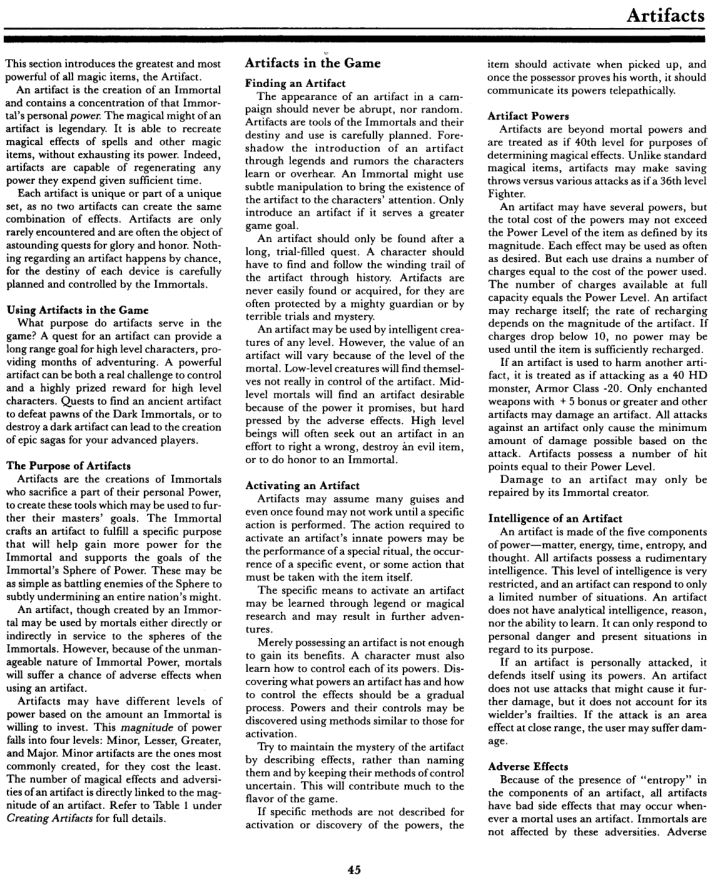 Artifacts
This section introduces the greatest and most
powerful of all magic items, the Artifact.
An artifact is the creation of an Immortal
and contains a concentration of that Immor-
tal's personal power. The magical might of an
artifact is legendary. It is able to recreate
magical effects of spells and other magic
items, without exhausting its power. Indeed,
artifacts are capable of regenerating any
power they expend given sufficient time.
Each artifact is unique or part of a unique
set, as no two artifacts can create the same
combination of effects. Artifacts are only
rarely encountered and are often the object of
astounding quests for glory and honor. Noth-
ing regarding an artifact happens by chance,
for the destiny of each device is carefully
planned and controlled by the Immortals.
Using Artifacts in the Game
What purpose do artifacts serve in the
game? A quest for an artifact can provide a
long range goal for high level characters, pro-
viding months of adventuring. A powerful
artifact can be both a real challenge to control
and a highly prized reward for high level
characters. Quests to find an ancient artifact
to defeat pawns of the Dark Immortals, or to
destroy a dark artifact can lead to the creation
of epic sagas for your advanced players.
The Purpose of Artifacts
Artifacts are the creations of Immortals
who sacrifice a part of their personal Power,
to create these tools which may be used to fur-
ther their masters' goals. The Immortal
crafts an artifact to fulfill a specific purpose
that will help gain more power for the
Immortal and supports the goals of the
Immortal's Sphere of Power. These may be
as simple as battling enemies of the Sphere to
subtly undermining an entire nation's might.
An artifact, though created by an Immor-
tal may be used by mortals either directly or
indirectly in service to the spheres of the
Immortals. However, because of the unman-
ageable nature of Immortal Power, mortals
will suffer a chance of adverse effect when
using an artifact.
Artifacts may have different levels of
power based on the amount an Immortal is
willing to invest. This magnitude of power
falls into four levels: Minor, Lesser, Greater,
and Major. Minor artifacts are the ones most
commonly created, for they cost the least.
The number of magical effects and adversi-
ties of an artifact is directly linked to the mag-
nitude of an artifact. Refer to Table 1 under
Creating Artifacts for full details.
Artifacts in the Game
Finding an Artifact
The appearance of an artifact in a cam-
paign should never be abrupt, nor random.
Artifacts are tools of the Immortals and their
destiny and use is carefully planned. Fore-
shadow the introduction of an artifact
through legends and rumors the characters
learn or overhear. An Immortal might use
subtle manipulation to bring the existence of
the artifact to the characters' attention. Only
introduce an artifact if it serves a greater
game goal.
An artifact should only be found after a
long, trial-filled quest. A character should
have to find and follow the winding trail of
the artifact through history. Artifacts are
never easily found or acquired, for they are
often protected by a mighty guardian or by
terrible trials and mystery.
An artifact may be used by intelligent crea-
tures of any level. However, the value of an
artifact will vary because of the level of the
mortal. Low-level creatures will find themsel-
ves not really in control of the artifact. Mid-
level mortals will find an artifact desirable
because of the power it promises, but hard
pressed by the adverse effects. High level
beings will often seek out an artifact in an
effort to right a wrong, destroy an evil item,
or to do honor to an Immortal.
Activating an Artifact
Artifacts may assume many guises and
even once found may not work until a specific
action is performed. The action required to
activate an artifact's innate powers may be
the performance of a special ritual, the occur-
rence of a specific event, or some action that
must be taken with the item itself.
The specific means to activate an artifact
may be learned through legend or magical
research and may result in further adven-
tures.
Merely possessing an artifact is not enough
to gain its benefits. A character must also
learn how to control each of its powers. Dis-
covering what powers an artifact has and how
to control the effects should be a gradual
process. Powers and their controls may be
discovered using methods similar to those for
activation.
Try to maintain the mystery of the artifact
by describing effects, rather than naming
them and by keeping their methods of control
uncertain. This will contribute much to the
flavor of the game.
If specific methods are not described for
activation or discovery of the powers, the
item should activate when picked up, and
once the possessor proves his worth, it should
communicate its powers telepathically.
Artifact Powers
Artifacts are beyond mortal powers and
are treated as if 40th level for purposes of
determining magical effects. Unlike standard
magical items, artifacts may make saving
throws versus various attacks as if a 36th level
Fighter.
An artifact may have several powers, but
the total cost of the powers may not exceed
the Power Level of the item as defined by its
magnitude. Each effect may be used as often
as desired. But each use drains a number of
charges equal to the cost of the power used.
The number of charges available at full
capacity equals the Power Level. An artifact
may recharge itself; the rate of recharging
depends on the magnitude of the artifact. If
charges drop below 10, no power may be
used until the item is sufficiently recharged.
If an artifact is used to harm another arti-
fact, it is treated as if attacking as a 40 HD
monster, Armor Class -20. Only enchanted
weapons with + 5 bonus or greater and other
artifacts may damage an artifact. All attacks
against an artifact only cause the minimum
amount of damage possible based on the
attack. Artifacts possess a number of hit
points equal to their Power Level.
Damage to an artifact may only be
repaired by its Immortal creator.
Intelligence of an Artifact
An artifact is made of the five components
of power—matter, energy, time, entropy, and
thought. All artifacts possess a rudimentary
intelligence. This level of intelligence is very
restricted, and an artifact can respond to only
a limited number of situations. An artifact
does not have analytical intelligence, reason,
nor the ability to learn. It can only respond to
personal danger and present situations in
regard to its purpose.
If an artifact is personally attacked, it
defends itself using its powers. An artifact
does not use attacks that might cause it fur-
ther damage, but it does not account for its
wielder's frailties. If the attack is an area
effect at close range, the user may suffer dam-
age.
Adverse Effects
Because of the presence of "entropy" in
the components of an artifact, all artifacts
have bad side effects that may occur when-
ever a mortal uses an artifact. Immortals are
not affected by these adversities. Adverse
45